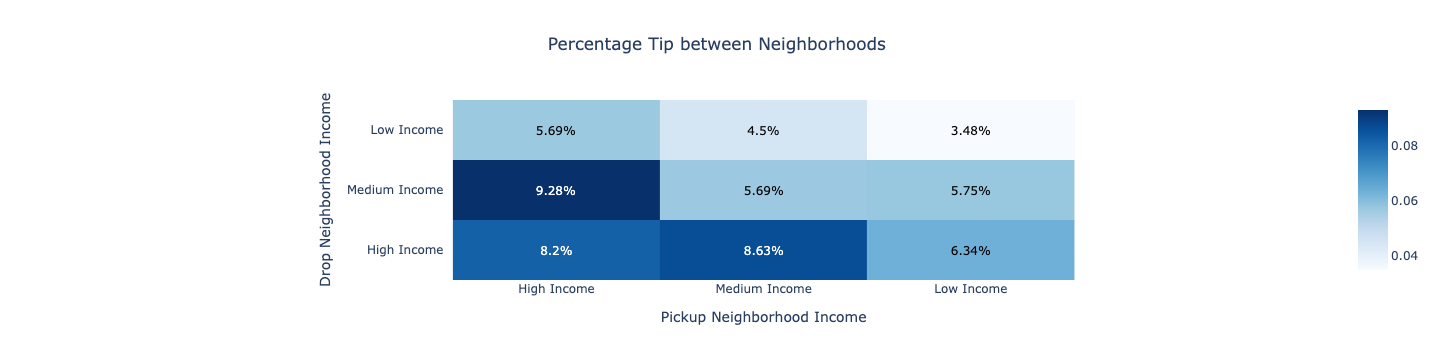 Percentage Tip between Neighborhoods
Drop Neighborhood Income
Low Income
5.69%
4.5%
3.48%
Medium Income
9.28%
5.69%
5.75%
High Income
8.2%
8.63%
6.34%
High Income
Medium Income
Low Income
Pickup Neighborhood Income
0.08
0.06
0.04